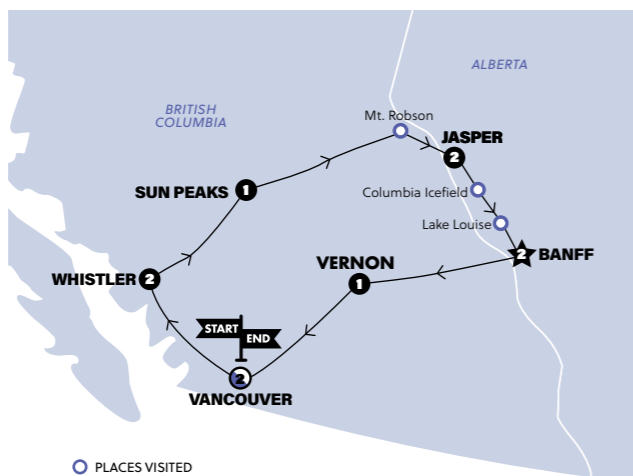 ALBERTA
BRITISH
COLUMBIA
Mt. Robson
JASPER
2
SUN PEAKS
1
Columbia Icefield
Lake Louise
BANFF
2
WHISTLER
2
VERNON
1
START
END
2
VANCOUVER
PLACES VISITED